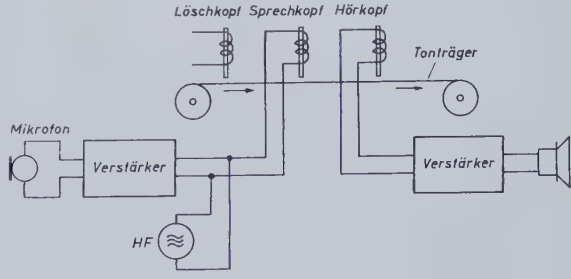 Löschkopf Sprechkopf Hörkopf
Tonträger
Mikrofon
Verstärker
Verstärker
HF